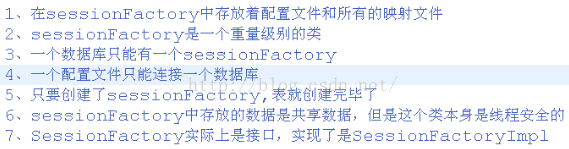 1、在sessionFactory中存放着配置文件和所有的映射文件
2、sessionFactory是一个重量级别的类
3、一个数据库只能有一个sessionFactory
4、一个配置文件只能连接一个数据库
http://blog.csdn.net/
5、只要创建了sessionFactory,表就创建完毕了
6、sessionFactory中存放的数据是共享数据，但是这个类本身是线程安全的
7、SessionFactory实际上是接口，实现了是SessionFactoryImpl